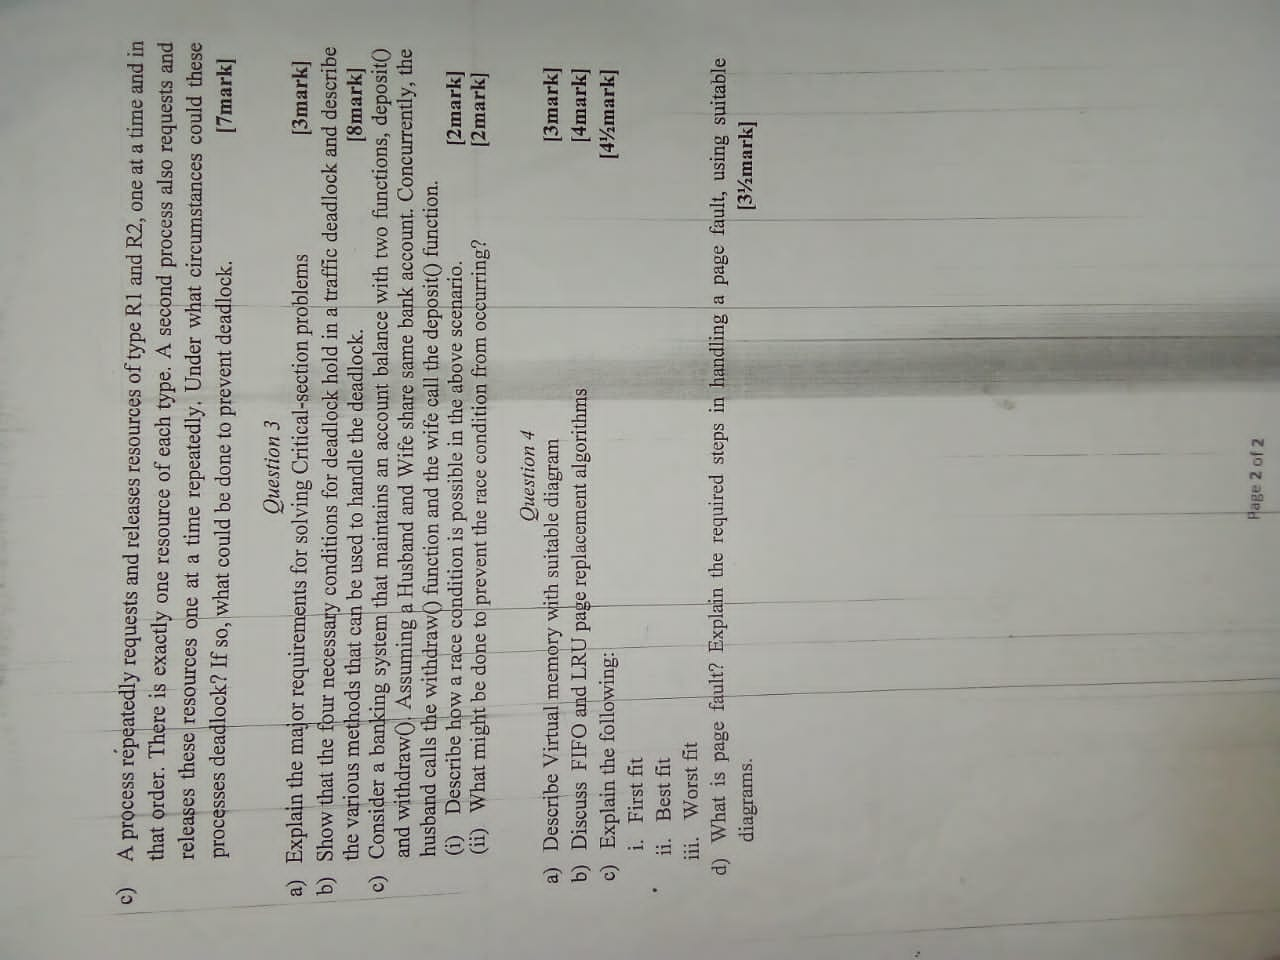 c) A process repeatedly requests and releases resources of type R1 and R2, one at a time and in
that order. There is exactly one resource of each type. A second process also requests and
releases these resources one at a time repeatedly. Under what circumstances could these
processes deadlock? If so, what could be done to prevent deadlock. [7mark]
Question 3
a) Explain the major requirements for solving Critical-section problems [3mark]
b) Show that the four necessary conditions for deadlock hold in a traffic deadlock and describe
the various methods that can be used to handle the deadlock. [8mark]
c) Consider a banking system that maintains an account balance with two functions, deposit()
and withdraw(). Assuming a Husband and Wife share same bank account. Concurrently, the
husband calls the withdraw() function and the wife call the deposit() function.
(i) Describe how a race condition is possible in the above scenario. [2mark]
(ii) What might be done to prevent the race condition from occurring? [2mark]
Question 4
a) Describe Virtual memory with suitable diagram [3mark]
b) Discuss FIFO and LRU page replacement algorithms [4mark]
c) Explain the following: [4½mark]
i. First fit
ii. Best fit
iii. Worst fit
d) What is page fault? Explain the required steps in handling a page fault, using suitable
diagrams. [3½mark]
Page 2 of 2